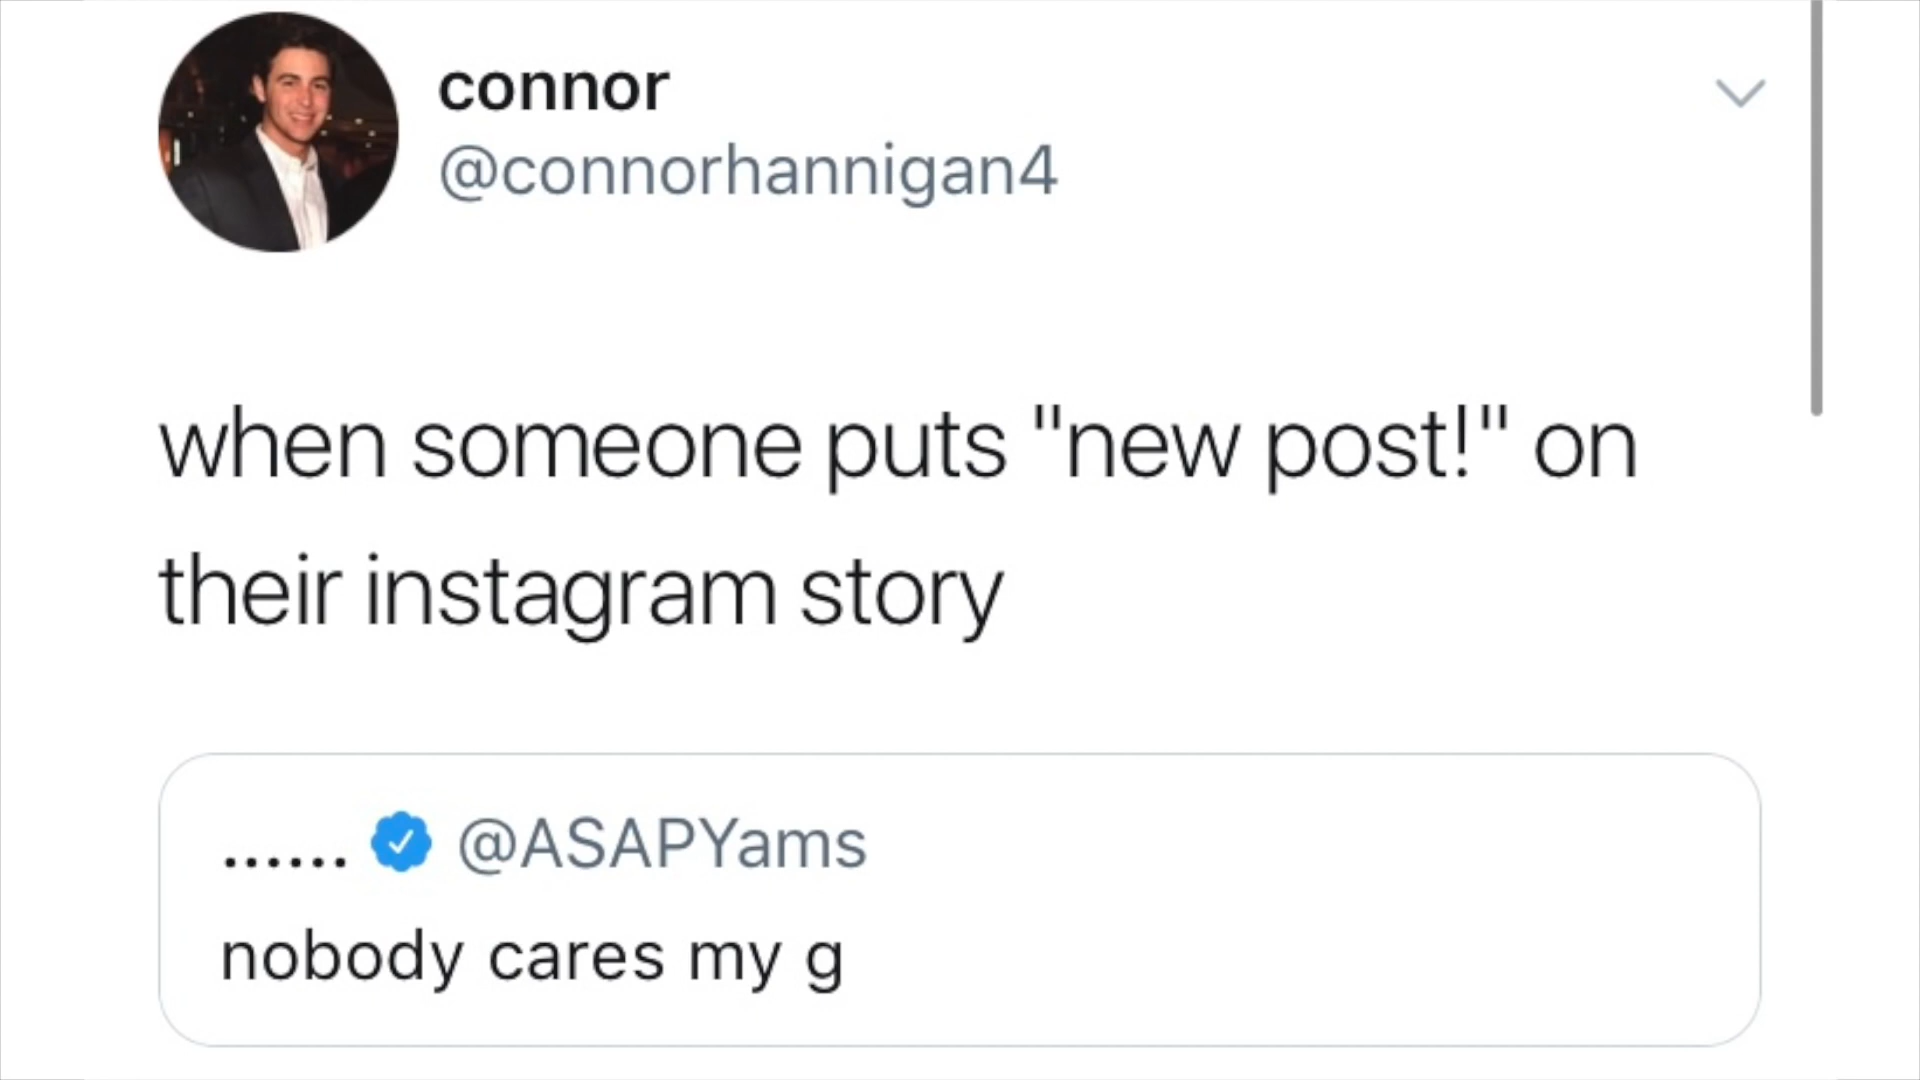 connor
@connorhannigan4
when someone puts "new post!" on
their instagram story
...... @ASAPYams
nobody cares my g